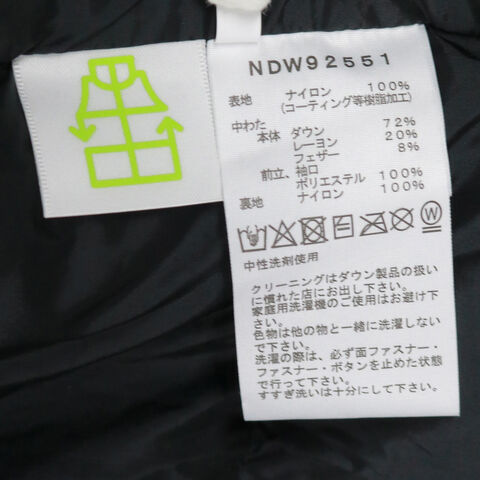 NDW92551
表地 ナイロン 100%
(コーティング等樹脂加工)
中わた
本体 ダウン 72%
レーヨン 20%
フェザー 8%
前立、袖口
ポリエステル 100%
裏地 ナイロン 100%
W
中性洗剤使用
クリーニングはダウン製品の扱い
に慣れた店にお出し下さい。
家庭用洗濯機のご使用はお避け下
さい。
色物は他の物と一緒に洗濯しない
で下さい。
洗濯の際は、必ず面ファスナー・
ファスナー・ボタンを止めた状態
で行って下さい。
すすぎ洗いは十分にして下さい。